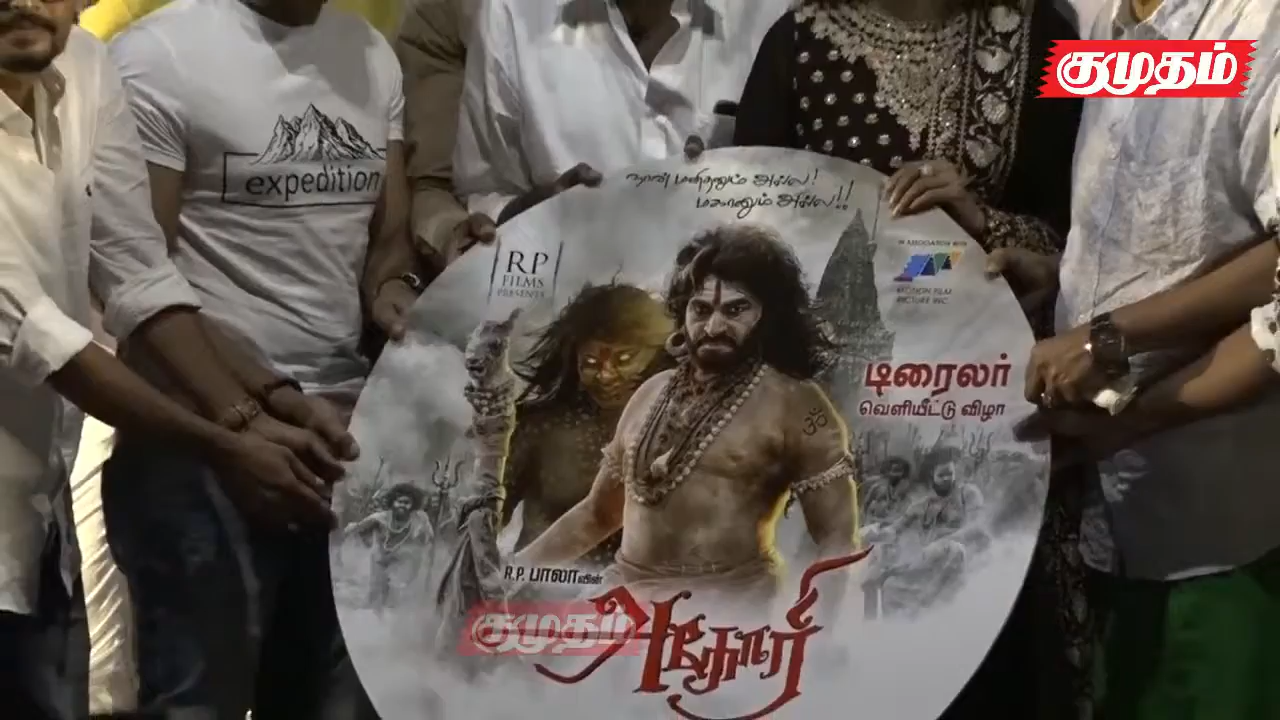 குமுதம்
expedition
நான் மனிதனும் அல்ல!
மகானும் அல்ல!!
RP
FILMS
PRESENTS
IN ASSOCIATION WITH
MOTION FILM
PICTURE INC
டிரைலர்
வெளியீட்டு விழா
R.P. பாலாவின்
குமுதம்
அகோரி